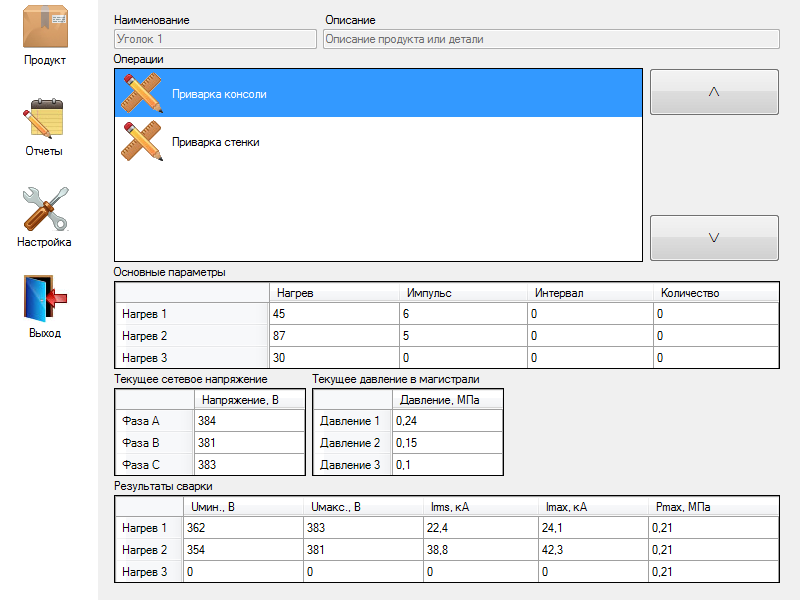 Продукт
Отчеты
Настройка
Выход
Наименование Описание
Уголок 1 Описание продукта или детали
Операции
Приварка консоли
Приварка стенки
Основные параметры
Нагрев Импульс Интервал Количество
Нагрев 1 45 6 0 0
Нагрев 2 87 5 0 0
Нагрев 3 30 0 0 0
Текущее сетевое напряжение Текущее давление в магистрали
Напряжение, В Давление, МПа
Фаза A 384 Давление 1 0,24
Фаза B 381 Давление 2 0,15
Фаза C 383 Давление 3 0,1
Результаты сварки
Uмин., В Uмакс., В Irms, кА Imax, кА Pmax, МПа
Нагрев 1 362 383 22,4 24,1 0,21
Нагрев 2 354 381 38,8 42,3 0,21
Нагрев 3 0 0 0 0 0,21